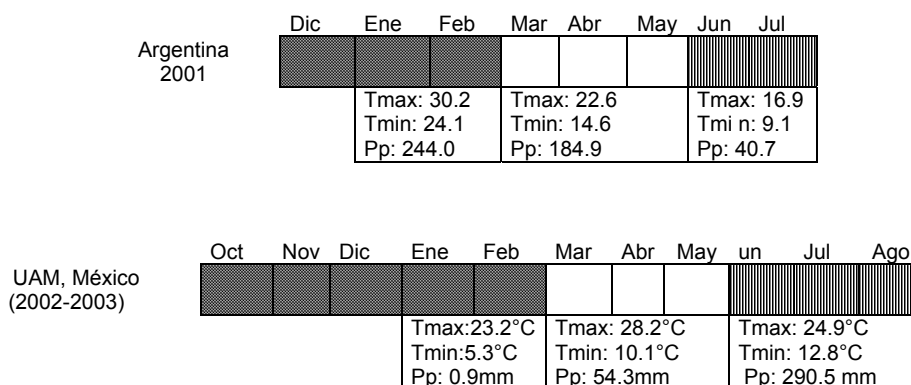 Dic Ene Feb Mar Abr May Jun Jul
Argentina
2001
Tmax: 30.2 Tmax: 22.6 Tmax: 16.9
Tmin: 24.1 Tmin: 14.6 Tmi n: 9.1
Pp: 244.0 Pp: 184.9 Pp: 40.7
Oct Nov Dic Ene Feb Mar Abr May un Jul Ago
UAM, México
(2002-2003)
Tmax:23.2°C Tmax: 28.2°C Tmax: 24.9°C
Tmin:5.3°C Tmin: 10.1°C Tmin: 12.8°C
Pp: 0.9mm Pp: 54.3mm Pp: 290.5 mm